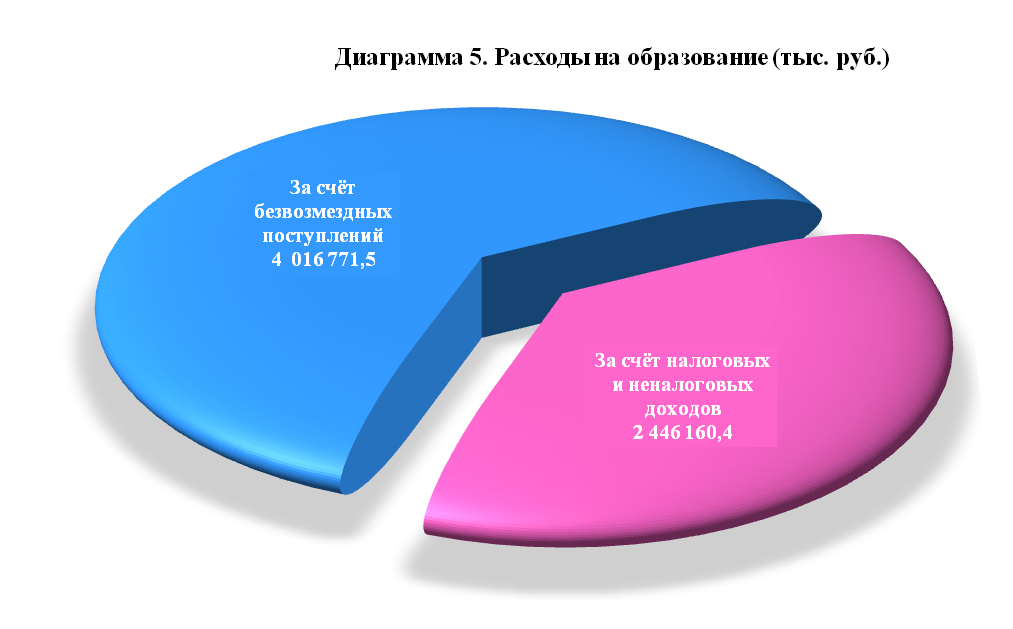 Диаграмма 5. Расходы на образование (тыс. руб.)
За счёт
безвозмездных
поступлений
4 016 771,5
За счёт налоговых
и неналоговых
доходов
2 446 160,4